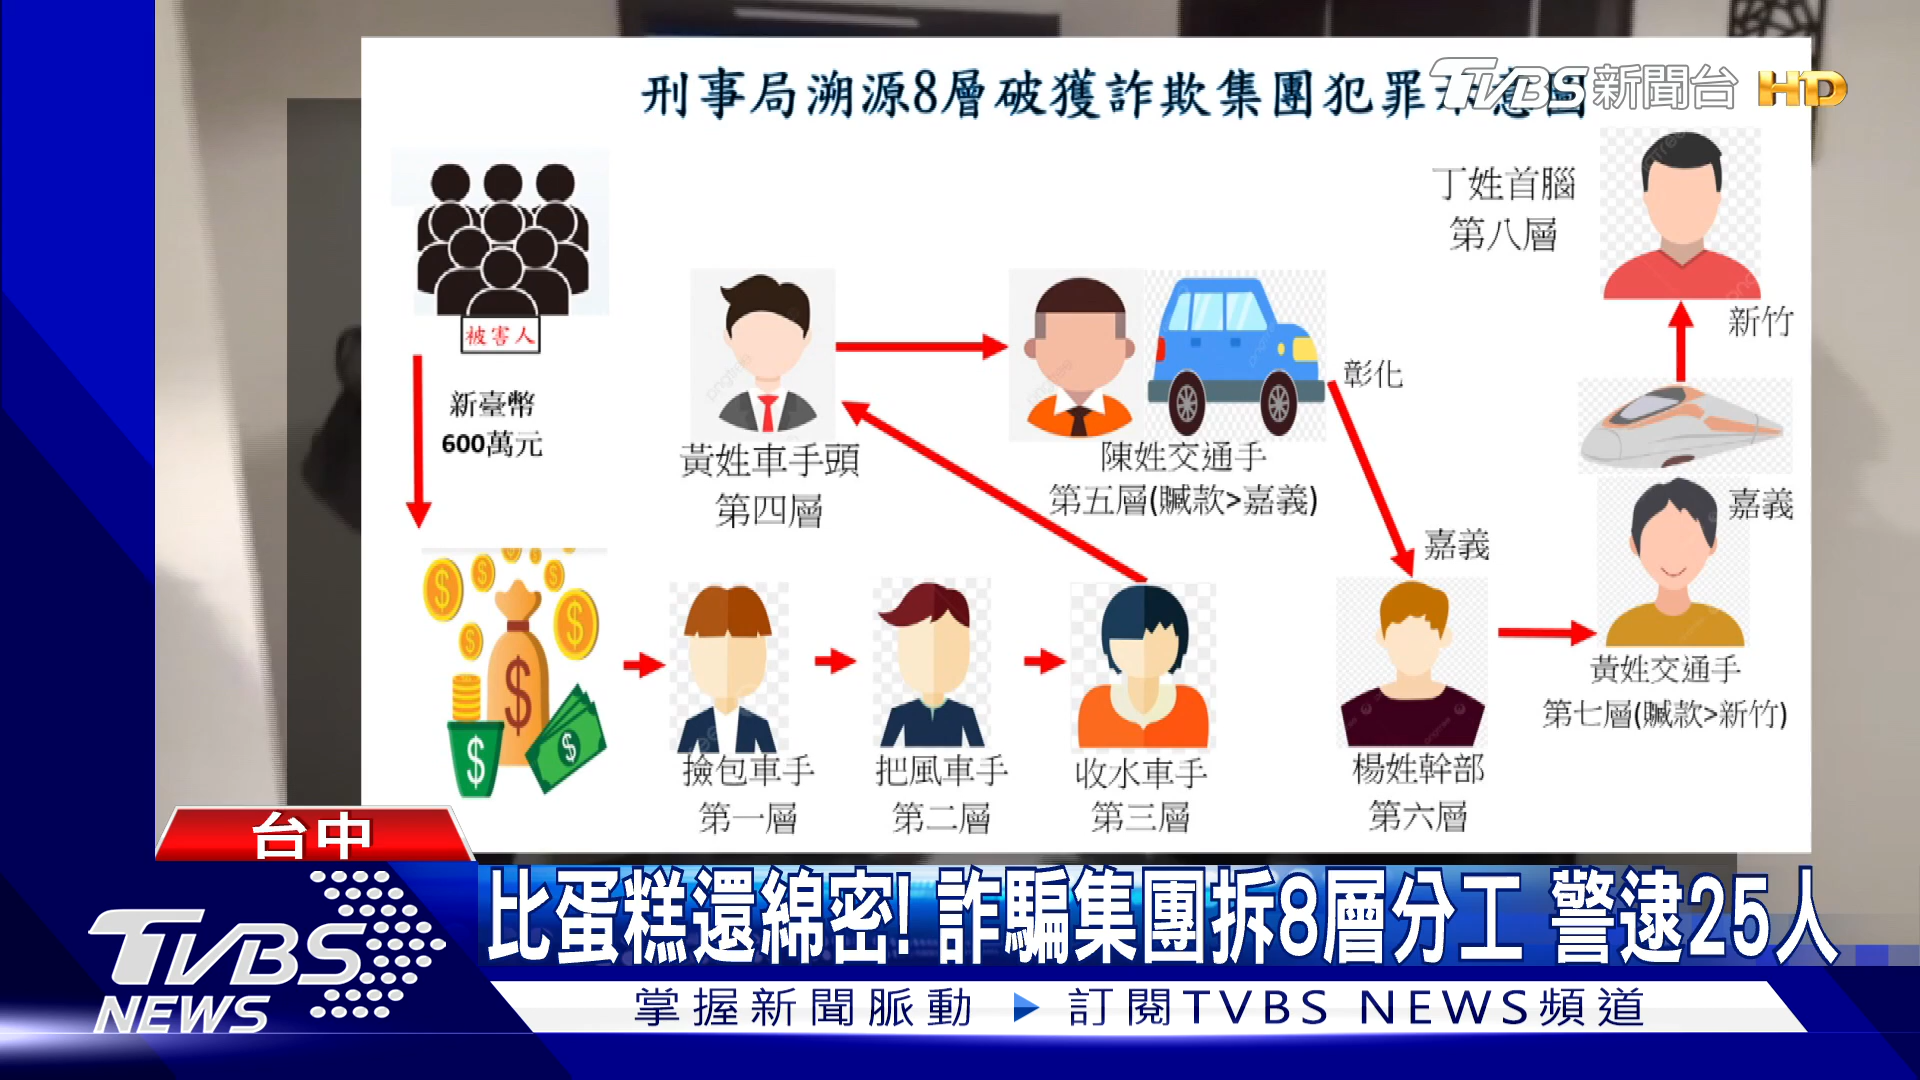 刑事局溯源8層破獲詐欺集團犯罪示意圖
TVBS新聞台 HD
丁姓首腦
第八層
新竹
被害人
新臺幣
600萬元
黃姓車手頭
第四層
陳姓交通手
第五層(贓款>嘉義)
彰化
嘉義
嘉義
黃姓交通手
第七層(贓款>新竹)
撿包車手
第一層
把風車手
第二層
收水車手
第三層
楊姓幹部
第六層
台中
比蛋糕還綿密! 詐騙集團拆8層分工 警逮25人
TVBS
NEWS
掌握新聞脈動 ▶ 訂閱TVBS NEWS頻道